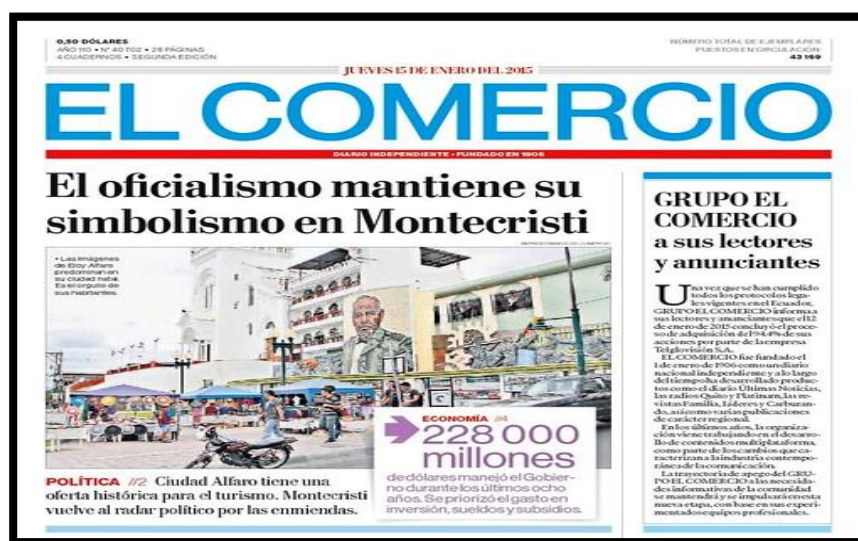 0,50 DÓLARES
AÑO 110 • Nº 40 702 • 28 PÁGINAS
4 CUADERNOS • SEGUNDA EDICIÓN
NÚMERO TOTAL DE EJEMPLARES
PUESTOS EN CIRCULACIÓN:
43 169
JUEVES 15 DE ENERO DEL 2015
EL COMERCIO
DIARIO INDEPENDIENTE • FUNDADO EN 1906
El oficialismo mantiene su
simbolismo en Montecristi
• Las imágenes
de Eloy Alfaro
predominan en
su ciudad natal.
Es el orgullo de
sus habitantes.
ECONOMÍA //4
228 000
millones
de dólares manejó el Gobier-
no durante los últimos ocho
años. Se priorizó el gasto en
inversión, sueldos y subsidios.
POLÍTICA //2 Ciudad Alfaro tiene una
oferta histórica para el turismo. Montecristi
vuelve al radar político por las enmiendas.
GRUPO EL
COMERCIO
a sus lectores
y anunciantes
Una vez que se han cumplido
todos los protocolos lega-
les vigentes en el Ecuador,
GRUPO EL COMERCIO informa a
sus lectores y anunciantes que el 12
de enero de 2015 concluyó el proce-
so de adquisición del 94,4% de sus
acciones por parte de la empresa
Telglovisión S.A.
EL COMERCIO fue fundado el
1 de enero de 1906 como un diario
nacional independiente y a lo largo
del tiempo ha desarrollado produc-
tos como el diario Últimas Noticias,
las radios Quito y Platinum, las re-
vistas Familia, Líderes y Carburan-
do, así como varias publicaciones
de carácter regional.
En los últimos años, la organiza-
ción viene trabajando en el desarro-
llo de contenidos multiplataforma,
como parte de los cambios que ca-
racterizan a la industria contempo-
ránea de la comunicación.
La trayectoria de apego del GRU-
PO EL COMERCIO a las necesida-
des informativas de la comunidad
se mantendrá y se impulsará en esta
nueva etapa, con base en sus experi-
mentados equipos profesionales.